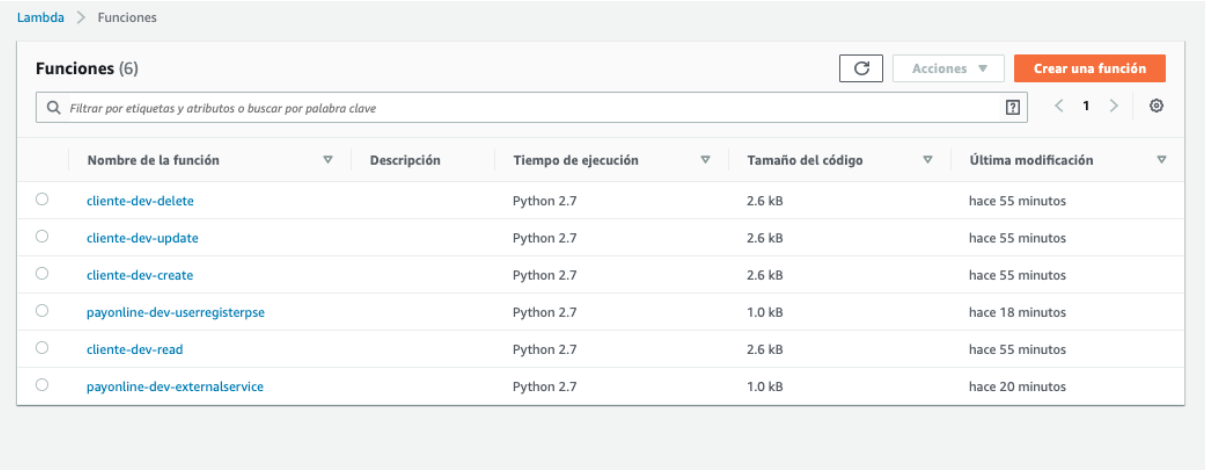 Lambda > Funciones
Funciones (6)
Acciones
Crear una función
Filtrar por etiquetas y atributos o buscar por palabra clave
?
< 1 >
Nombre de la función Descripción Tiempo de ejecución Tamaño del código Última modificación
cliente-dev-delete Python 2.7 2.6 kB hace 55 minutos
cliente-dev-update Python 2.7 2.6 kB hace 55 minutos
cliente-dev-create Python 2.7 2.6 kB hace 55 minutos
payonline-dev-userregisterpse Python 2.7 1.0 kB hace 18 minutos
cliente-dev-read Python 2.7 2.6 kB hace 55 minutos
payonline-dev-externalservice Python 2.7 1.0 kB hace 20 minutos